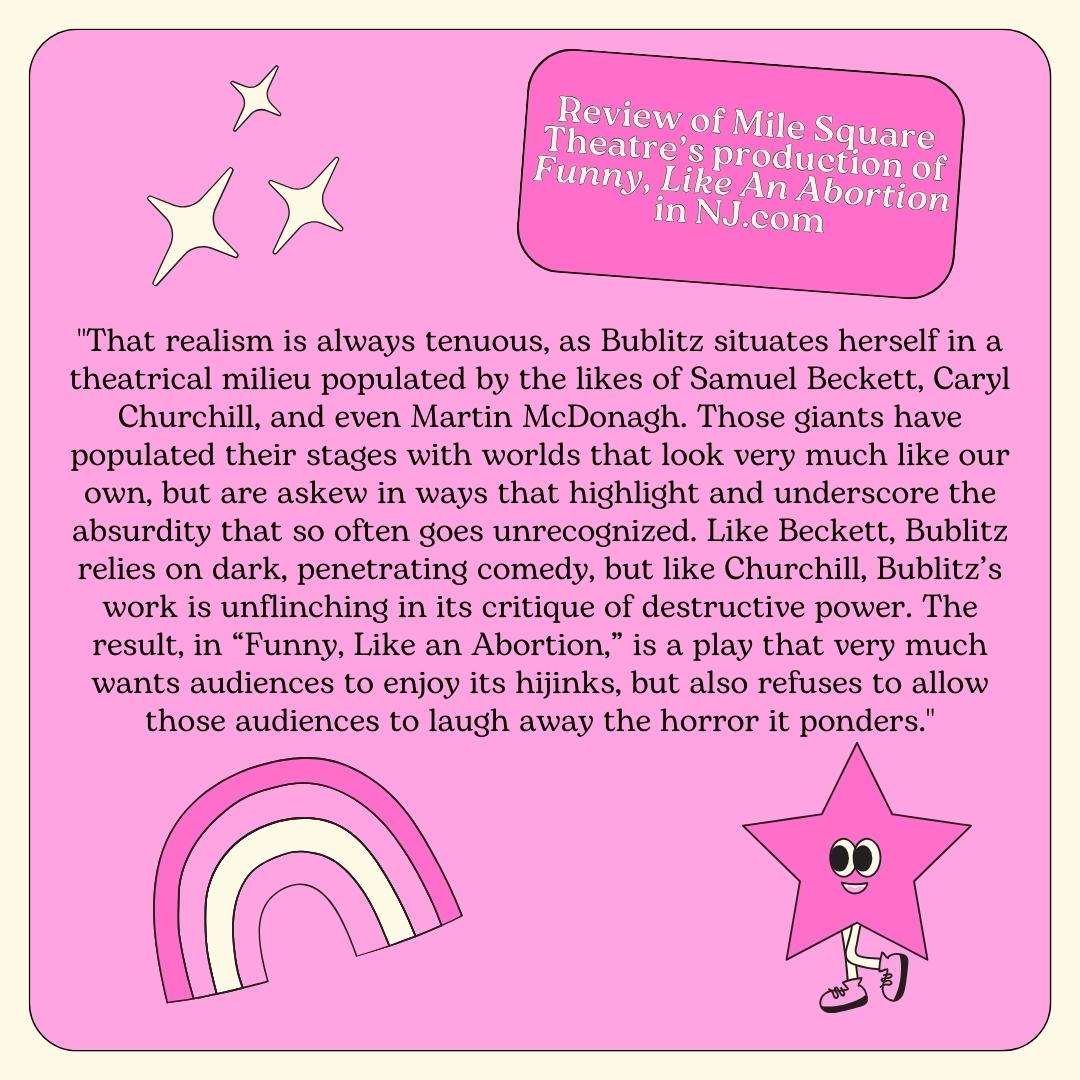 Review of Mile Square
Theatre’s production of
Funny, Like An Abortion
in NJ.com
"That realism is always tenuous, as Bublitz situates herself in a
theatrical milieu populated by the likes of Samuel Beckett, Caryl
Churchill, and even Martin McDonagh. Those giants have
populated their stages with worlds that look very much like our
own, but are askew in ways that highlight and underscore the
absurdity that so often goes unrecognized. Like Beckett, Bublitz
relies on dark, penetrating comedy, but like Churchill, Bublitz’s
work is unflinching in its critique of destructive power. The
result, in “Funny, Like an Abortion,” is a play that very much
wants audiences to enjoy its hijinks, but also refuses to allow
those audiences to laugh away the horror it ponders."